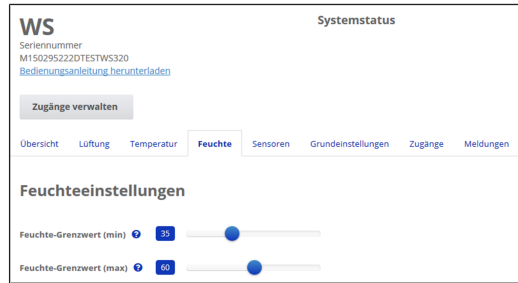 WS
Systemstatus
Seriennummer
M150295222DTESTWS320
Bedienungsanleitung herunterladen
Zugänge verwalten
Übersicht Lüftung Temperatur Feuchte Sensoren Grundeinstellungen Zugänge Meldungen
Feuchteeinstellungen
Feuchte-Grenzwert (min) ? 35
Feuchte-Grenzwert (max) ? 60